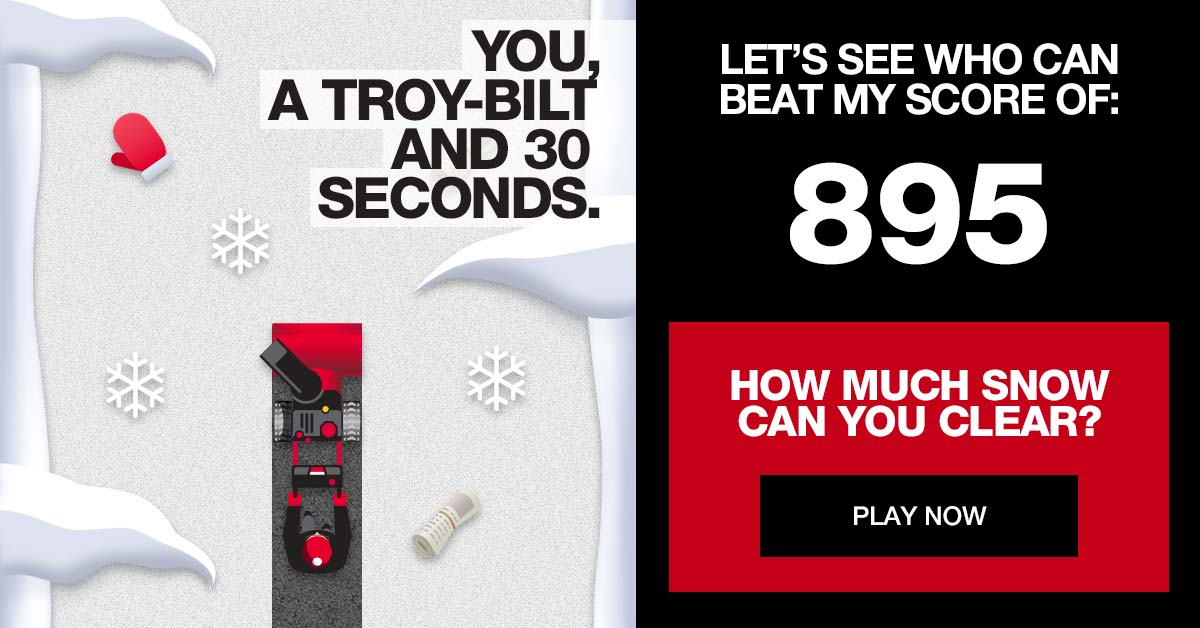 YOU,
A TROY-BILT
AND 30
SECONDS.
LET'S SEE WHO CAN
BEAT MY SCORE OF:
895
HOW MUCH SNOW
CAN YOU CLEAR?
PLAY NOW